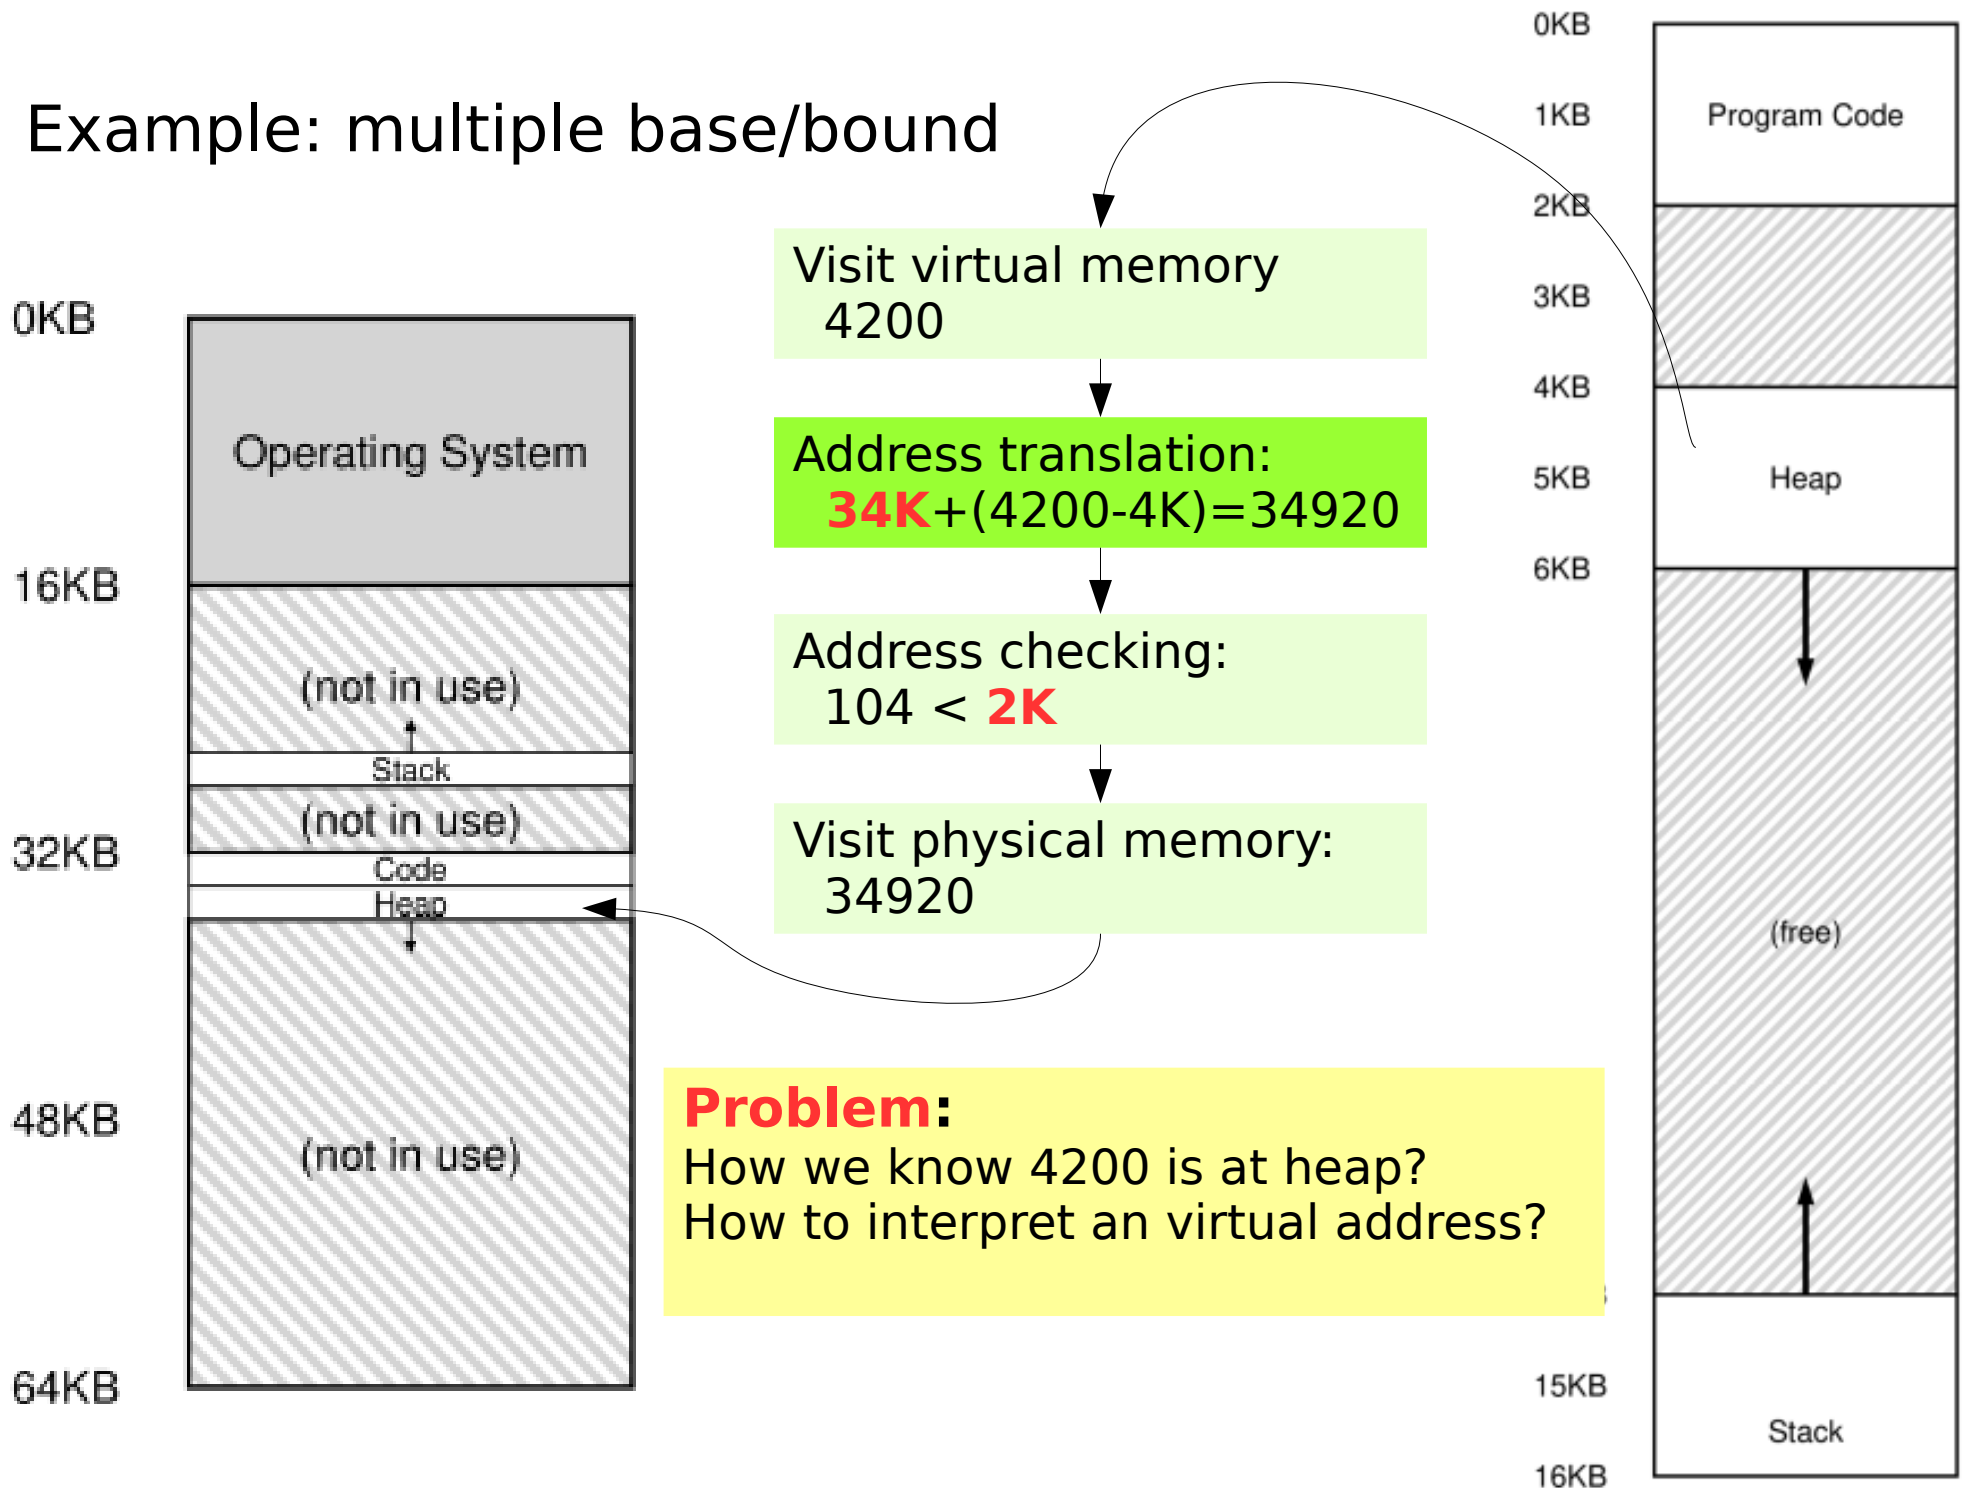 Example: multiple base/bound
0KB
Operating System
16KB
(not in use)
Stack
(not in use)
32KB
Code
Heap
48KB
(not in use)
64KB
Visit virtual memory
4200
Address translation:
34K+(4200-4K)=34920
Address checking:
104 < 2K
Visit physical memory:
34920
Problem:
How we know 4200 is at heap?
How to interpret an virtual address?
0KB
1KB
Program Code
2KB
3KB
4KB
5KB
Heap
6KB
(free)
15KB
Stack
16KB